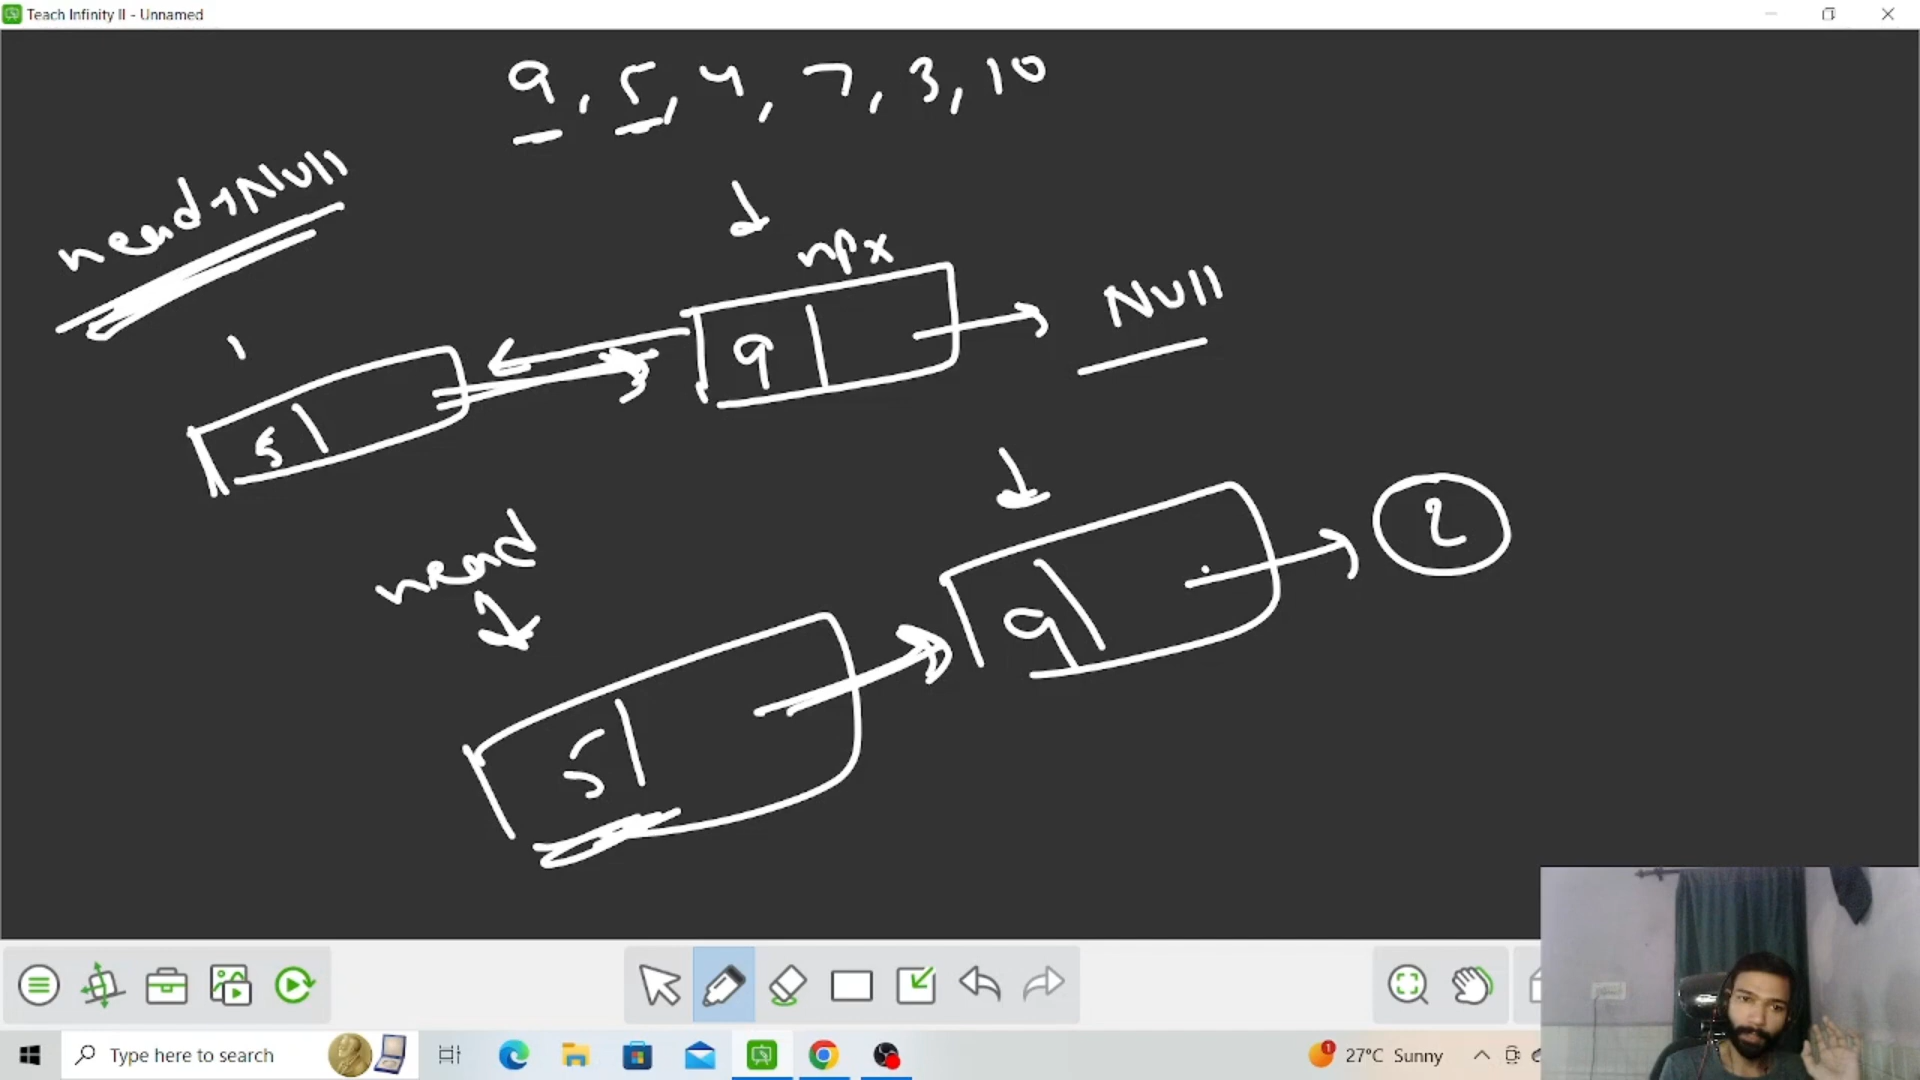 Teach Infinity II - Unnamed
9, 5, 4, 7, 3, 10
head → Null
npx
9
Null
5
head
9
2
5
Type here to search
27°C Sunny